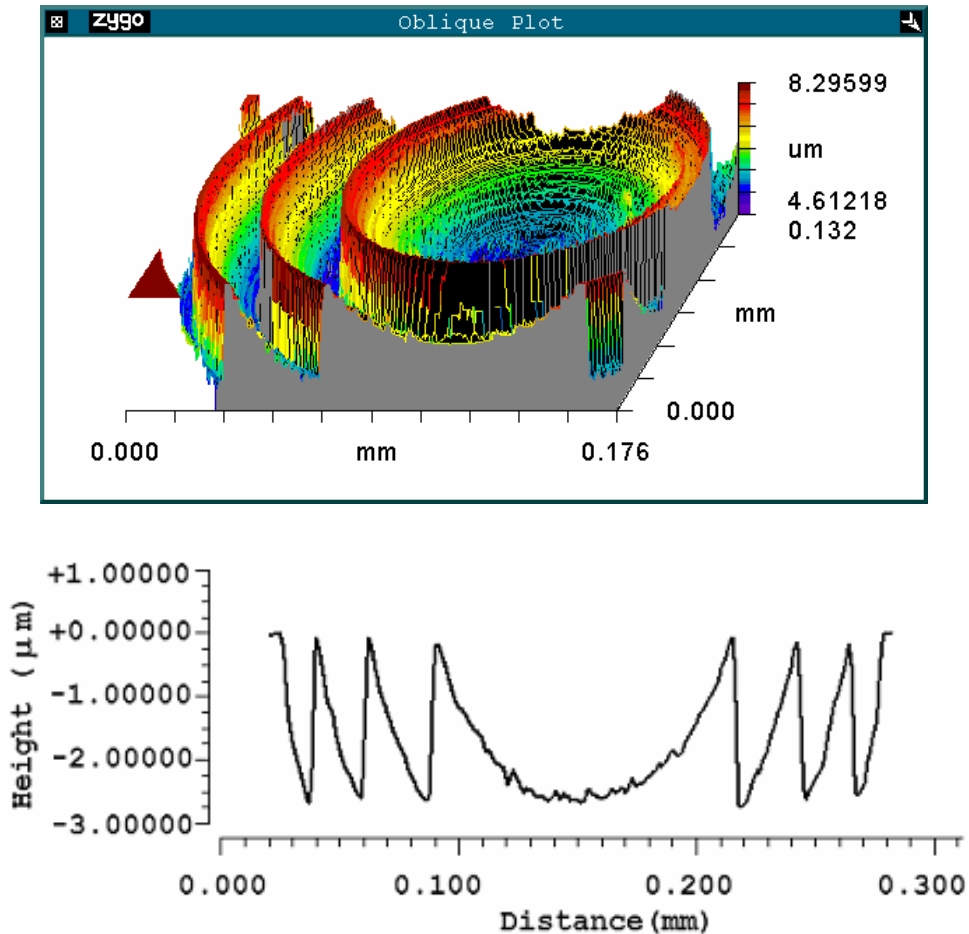 zygo Oblique Plot
8.29599
um
4.61218
0.132
mm
0.000
0.000 mm 0.176
+1.00000
+0.00000
-1.00000
-2.00000
-3.00000
Height (μm)
0.000 0.100 0.200 0.300
Distance(mm)